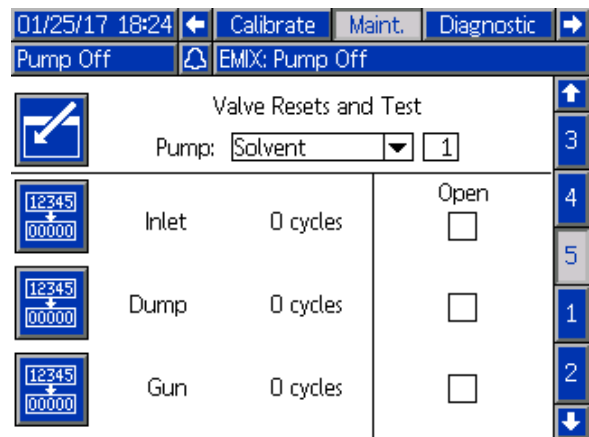 01/25/17 18:24 Calibrate Maint. Diagnostic
Pump Off EMIX: Pump Off
Valve Resets and Test
Pump: Solvent 1
3
12345
00000
Inlet 0 cycles
Open
4
5
12345
00000
Dump 0 cycles
1
12345
00000
Gun 0 cycles
2